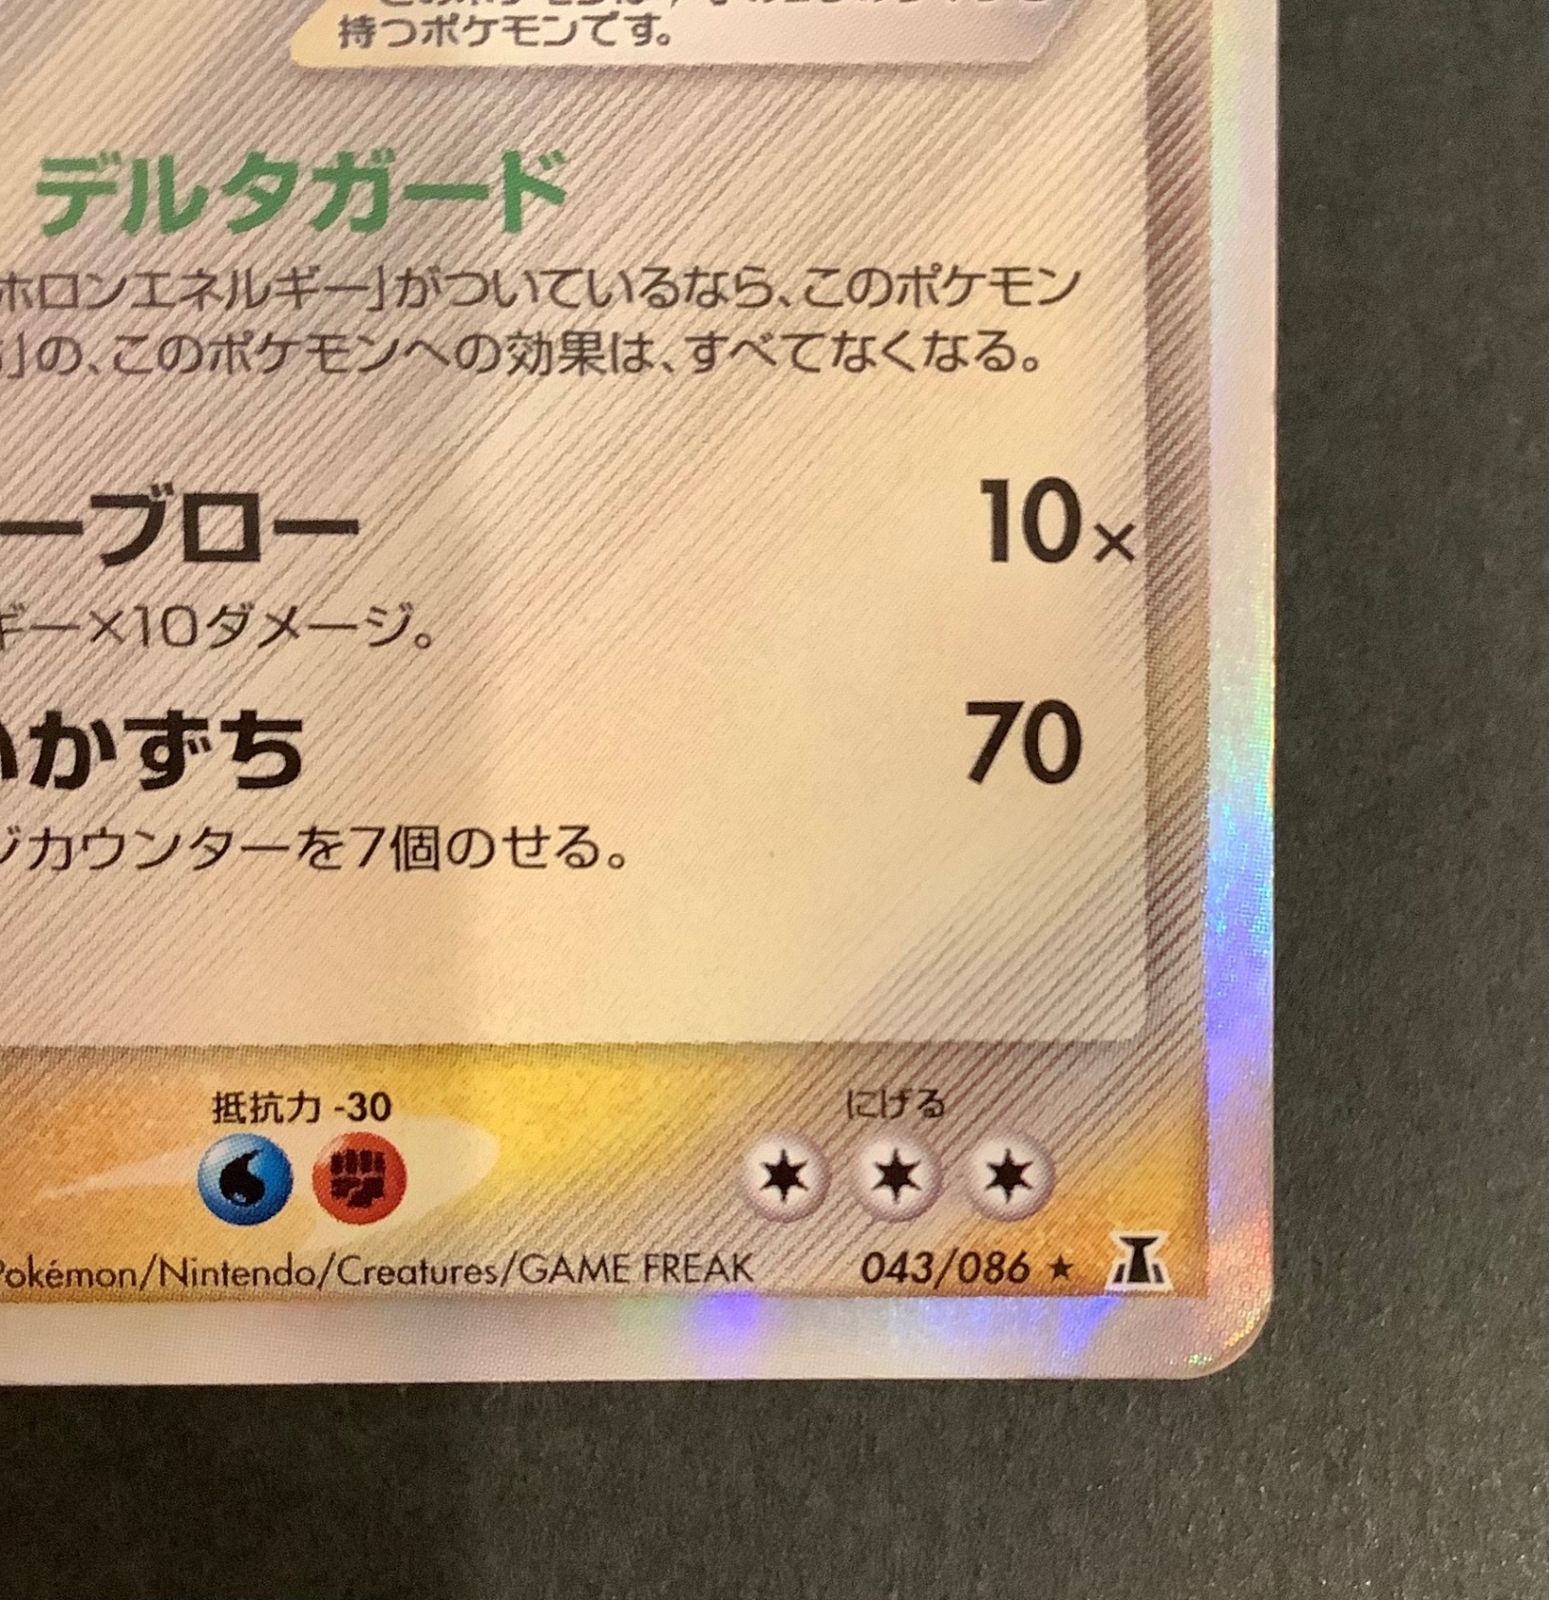 持つポケモンです。
デルタガード
ホロンエネルギー」がついているなら、このポケモン
」の、このポケモンへの効果は、すべてなくなる。
ーブロー 10×
ギー×10ダメージ。
いかずち 70
ジカウンターを7個のせる。
抵抗力 -30 にげる
Pokémon/Nintendo/Creatures/GAME FREAK 043/086 ★